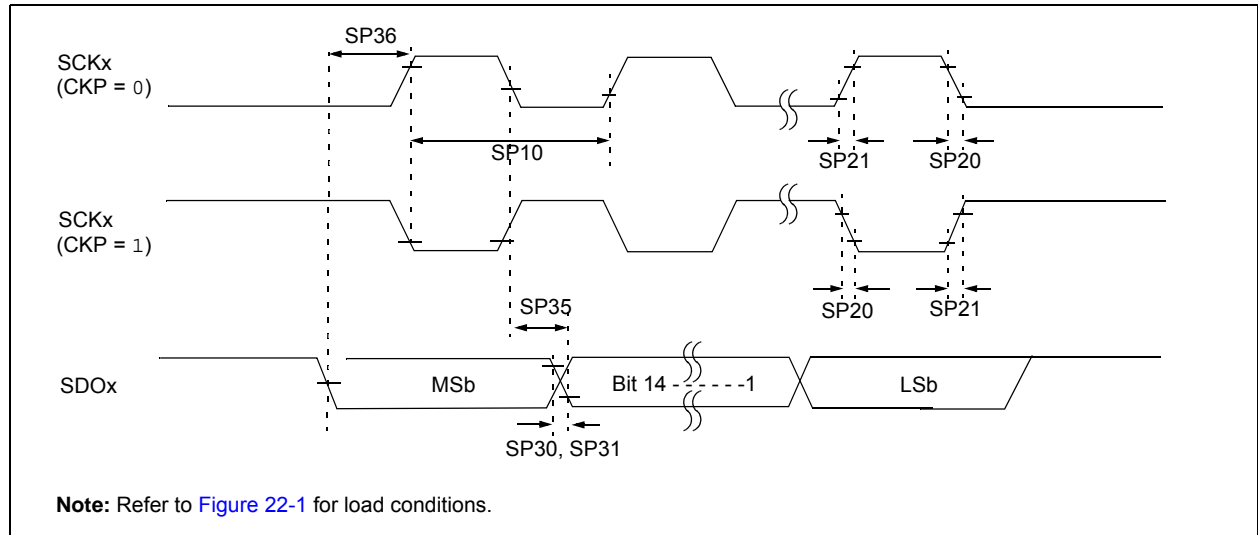 SP36
SCKx
(CKP = 0)
SP10
SP21
SP20
SCKx
(CKP = 1)
SP35
SP20
SP21
SDOx
MSb
Bit 14 - - - - - -1
LSb
SP30, SP31
Note: Refer to Figure 22-1 for load conditions.